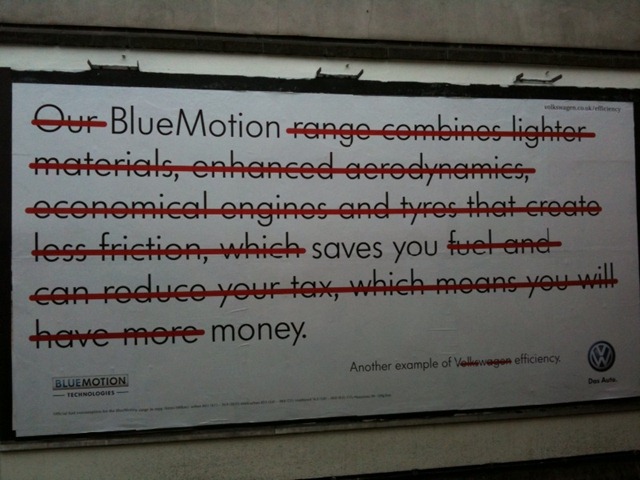 volkswagen.co.uk/efficiency
Our BlueMotion range combines lighter
materials, enhanced aerodynamics,
economical engines and tyres that create
less friction, which saves you fuel and
can reduce your tax, which means you will
have more money.
Another example of Volkswagen efficiency.
BLUEMOTION
TECHNOLOGIES
Das Auto.